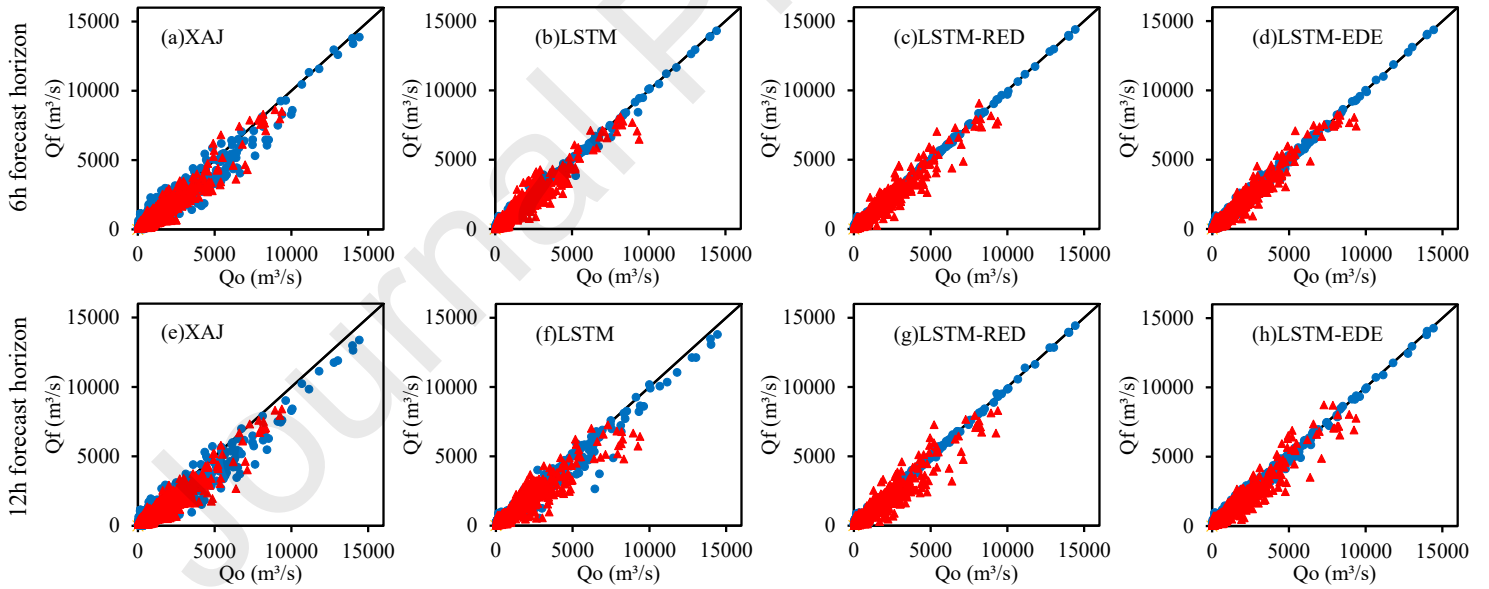 6h forecast horizon
(a)XAJ
Qf (m³/s)
15000
10000
5000
0
0 5000 10000 15000
Qo (m³/s)
(b)LSTM
Qf (m³/s)
15000
10000
5000
0
0 5000 10000 15000
Qo (m³/s)
(c)LSTM-RED
Qf (m³/s)
15000
10000
5000
0
0 5000 10000 15000
Qo (m³/s)
(d)LSTM-EDE
Qf (m³/s)
15000
10000
5000
0
0 5000 10000 15000
Qo (m³/s)
12h forecast horizon
(e)XAJ
Qf (m³/s)
15000
10000
5000
0
0 5000 10000 15000
Qo (m³/s)
(f)LSTM
Qf (m³/s)
15000
10000
5000
0
0 5000 10000 15000
Qo (m³/s)
(g)LSTM-RED
Qf (m³/s)
15000
10000
5000
0
0 5000 10000 15000
Qo (m³/s)
(h)LSTM-EDE
Qf (m³/s)
15000
10000
5000
0
0 5000 10000 15000
Qo (m³/s)
Journal P